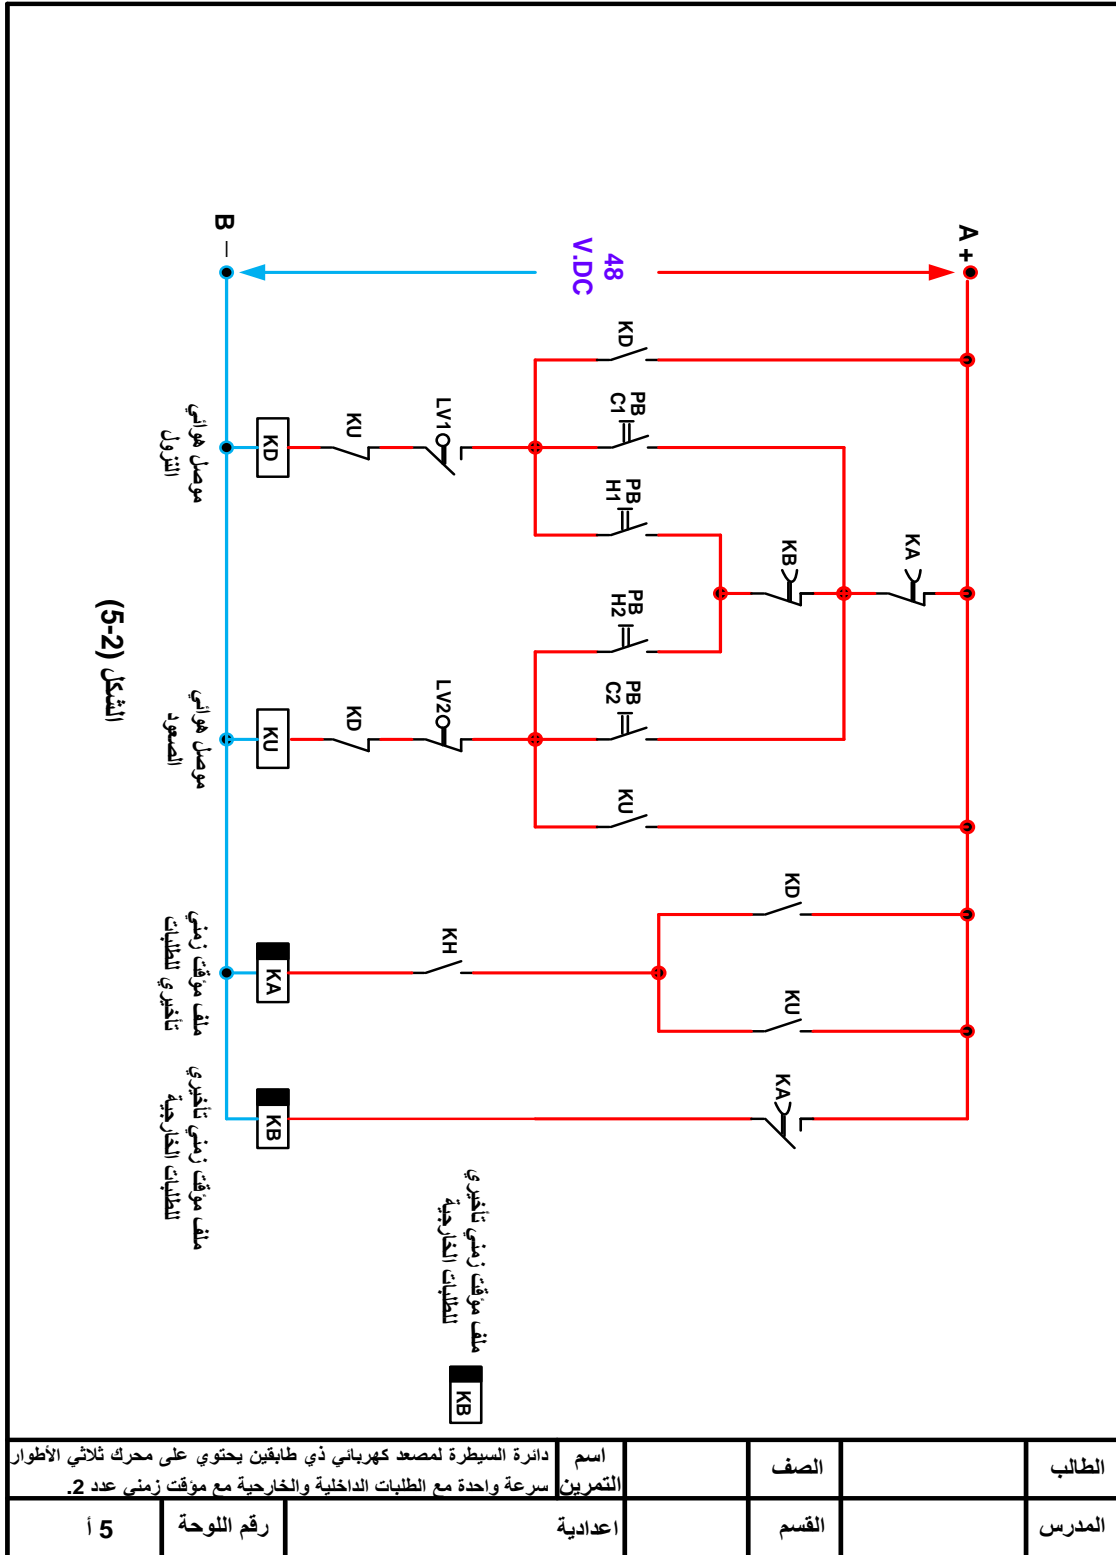 A +
B –
48
V.DC
KD
PB
C1
PB
H1
KB
KA
PB
H2
PB
C2
KU
LV1
KU
KD
موصل هوائي
النزول
LV2
KD
KU
موصل هوائي
الصعود
KD
KU
KH
KA
ملف مؤقت زمني
تأخيري للطلبات
KA
KB
ملف مؤقت زمني تأخيري
للطلبات الخارجية
ملف مؤقت زمني تأخيري
للطلبات الخارجية
KB
الشكل (2-5)
الطالب
الصف
اسم
التمرين
دائرة السيطرة لمصعد كهربائي ذي طابقين يحتوي على محرك ثلاثي الأطوار
سرعة واحدة مع الطلبات الداخلية والخارجية مع مؤقت زمني عدد 2.
المدرس
القسم
اعدادية
رقم اللوحة
5 أ